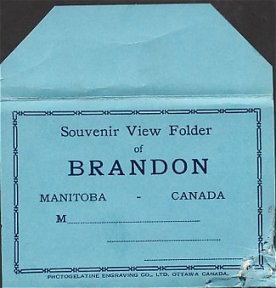 Souvenir View Folder
of
BRANDON
MANITOBA - CANADA
M
PHOTOGELATINE ENGRAVING CO., LTD. OTTAWA CANADA.